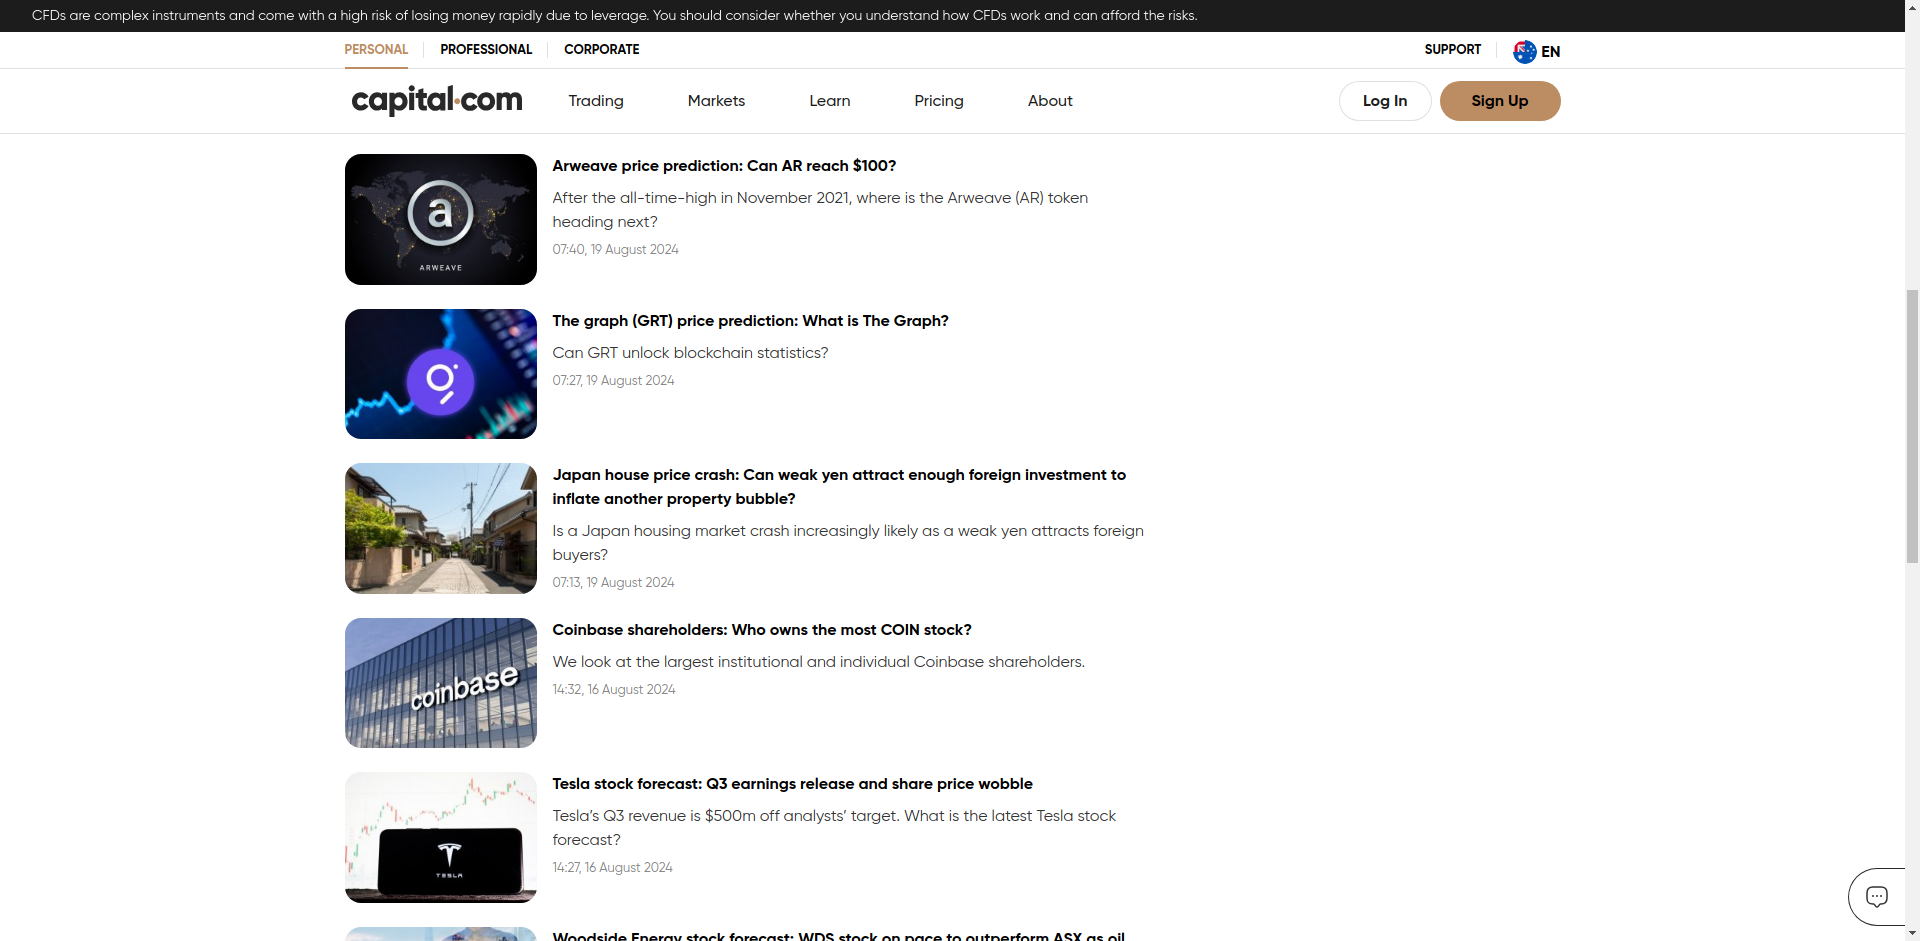 CFDs are complex instruments and come with a high risk of losing money rapidly due to leverage. You should consider whether you understand how CFDs work and can afford the risks.
PERSONAL
PROFESSIONAL
CORPORATE
SUPPORT
EN
capital.com
Trading
Markets
Learn
Pricing
About
Log In
Sign Up
a
ARWEAVE
Arweave price prediction: Can AR reach $100?
After the all-time-high in November 2021, where is the Arweave (AR) token
heading next?
07:40, 19 August 2024
The graph (GRT) price prediction: What is The Graph?
Can GRT unlock blockchain statistics?
07:27, 19 August 2024
Japan house price crash: Can weak yen attract enough foreign investment to
inflate another property bubble?
Is a Japan housing market crash increasingly likely as a weak yen attracts foreign
buyers?
07:13, 19 August 2024
coinbase
Coinbase shareholders: Who owns the most COIN stock?
We look at the largest institutional and individual Coinbase shareholders.
14:32, 16 August 2024
TESLA
Tesla stock forecast: Q3 earnings release and share price wobble
Tesla’s Q3 revenue is $500m off analysts’ target. What is the latest Tesla stock
forecast?
14:27, 16 August 2024
Woodside Energy stock forecast: WDS stock on pace to outperform ASX as oil